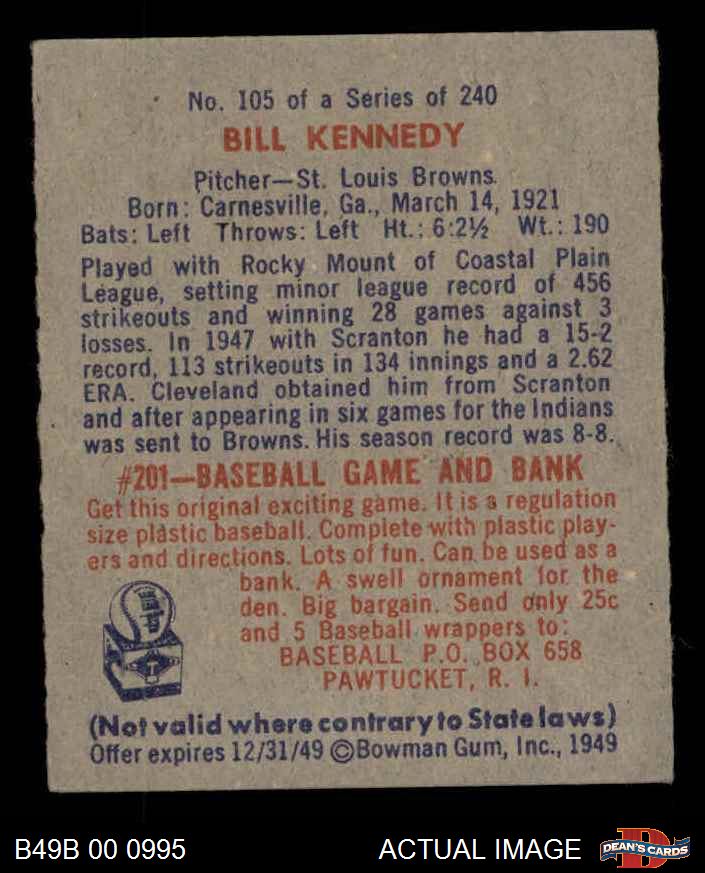 No. 105 of a Series of 240
BILL KENNEDY
Pitcher—St. Louis Browns
Born: Carnesville, Ga., March 14, 1921
Bats: Left Throws: Left Ht.: 6:2½ Wt.: 190
Played with Rocky Mount of Coastal Plain
League, setting minor league record of 456
strikeouts and winning 28 games against 3
losses. In 1947 with Scranton he had a 15-2
record, 113 strikeouts in 134 innings and a 2.62
ERA. Cleveland obtained him from Scranton
and after appearing in six games for the Indians
was sent to Browns. His season record was 8-8.
#201—BASEBALL GAME AND BANK
Get this original exciting game. It is a regulation
size plastic baseball. Complete with plastic play-
ers and directions. Lots of fun. Can be used as a
bank. A swell ornament for the
den. Big bargain. Send only 25c
and 5 Baseball wrappers to:
BASEBALL P.O. BOX 658
PAWTUCKET, R. I.
(Not valid where contrary to State laws)
Offer expires 12/31/49 ©Bowman Gum, Inc., 1949
B49B 00 0995
ACTUAL IMAGE
D
DEAN'S CARDS